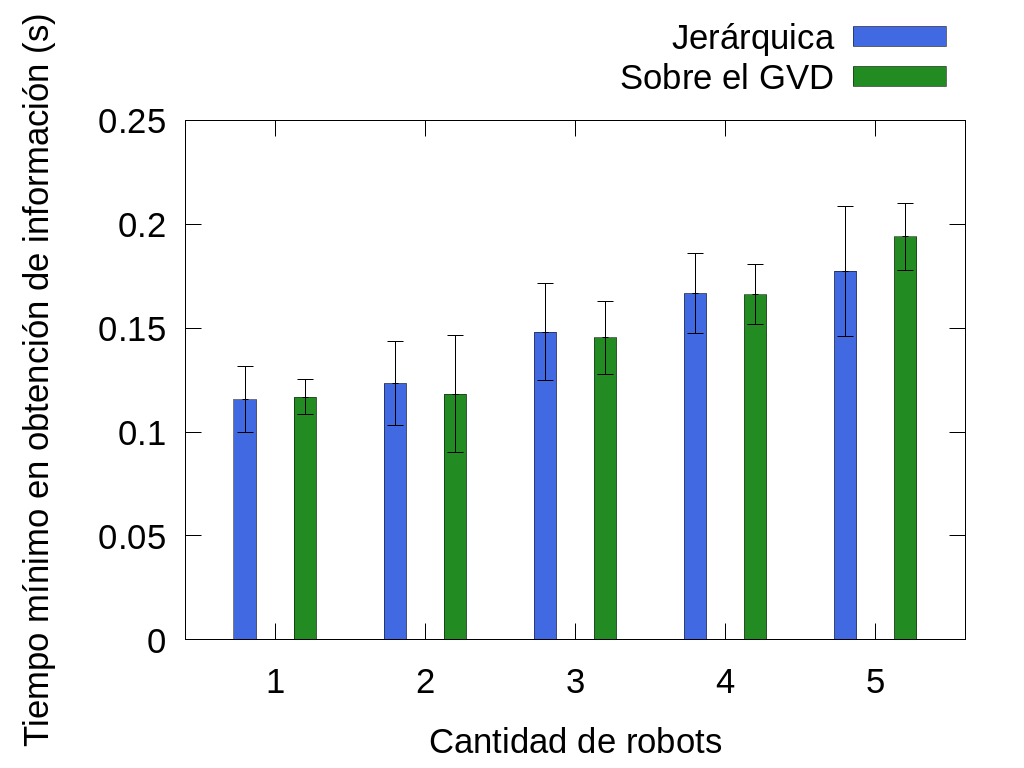 Jerárquica
Sobre el GVD
Tiempo mínimo en obtención de información (s)
0.25
0.2
0.15
0.1
0.05
0
1 2 3 4 5
Cantidad de robots